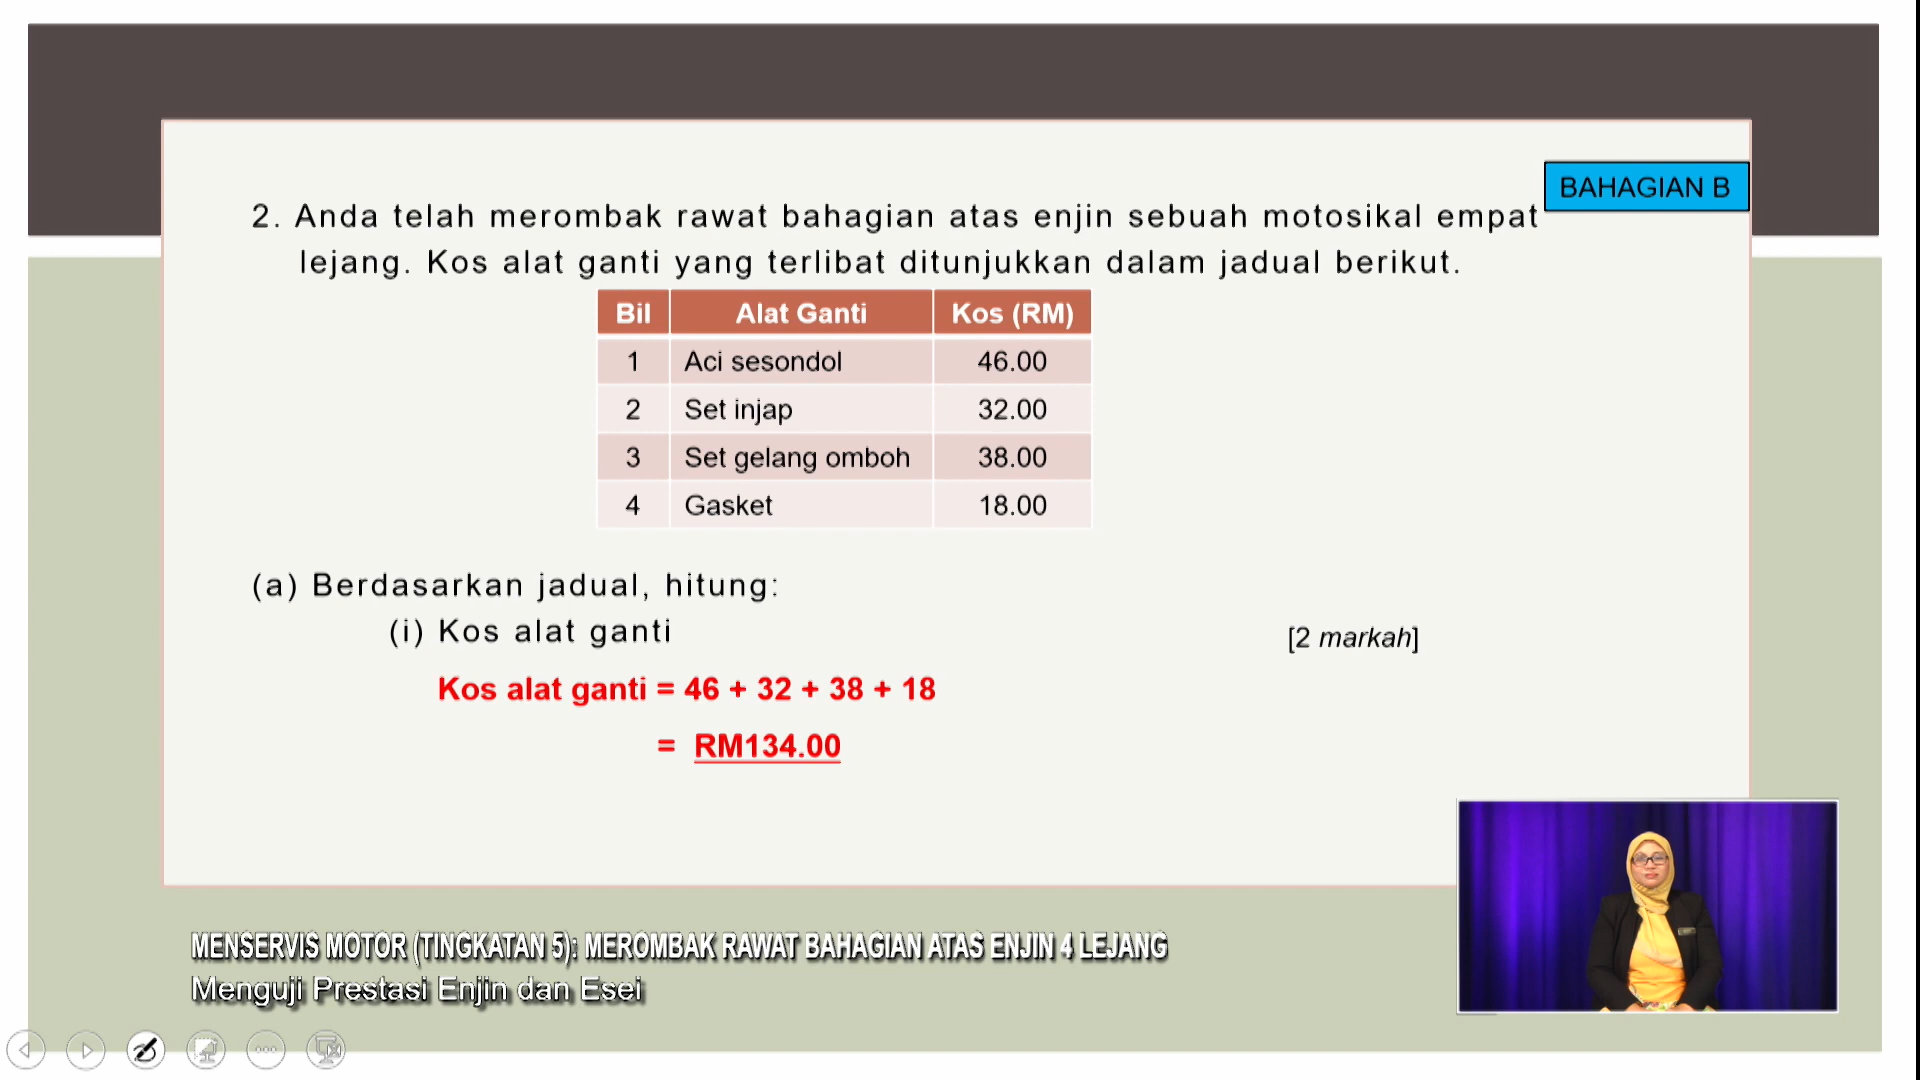 BAHAGIAN B
2. Anda telah merombak rawat bahagian atas enjin sebuah motosikal empat
lejang. Kos alat ganti yang terlibat ditunjukkan dalam jadual berikut.
Bil Alat Ganti Kos (RM)
1 Aci sesondol 46.00
2 Set injap 32.00
3 Set gelang omboh 38.00
4 Gasket 18.00
(a) Berdasarkan jadual, hitung:
(i) Kos alat ganti [2 markah]
Kos alat ganti = 46 + 32 + 38 + 18
= RM134.00
MENSERVIS MOTOR (TINGKATAN 5): MEROMBAK RAWAT BAHAGIAN ATAS ENJIN 4 LEJANG
Menguji Prestasi Enjin dan Esei